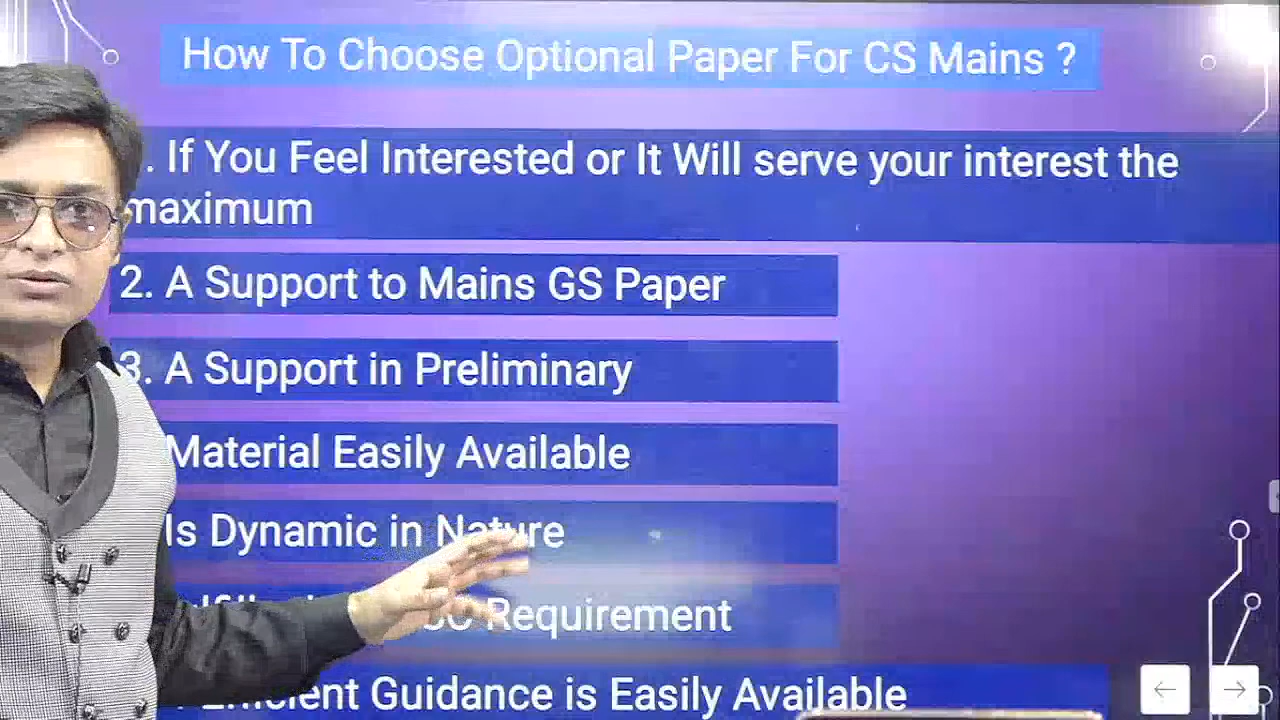 How To Choose Optional Paper For CS Mains ?
. If You Feel Interested or It Will serve your interest the
maximum
2. A Support to Mains GS Paper
3. A Support in Preliminary
Material Easily Available
Is Dynamic in Nature
Requirement
Guidance is Easily Available